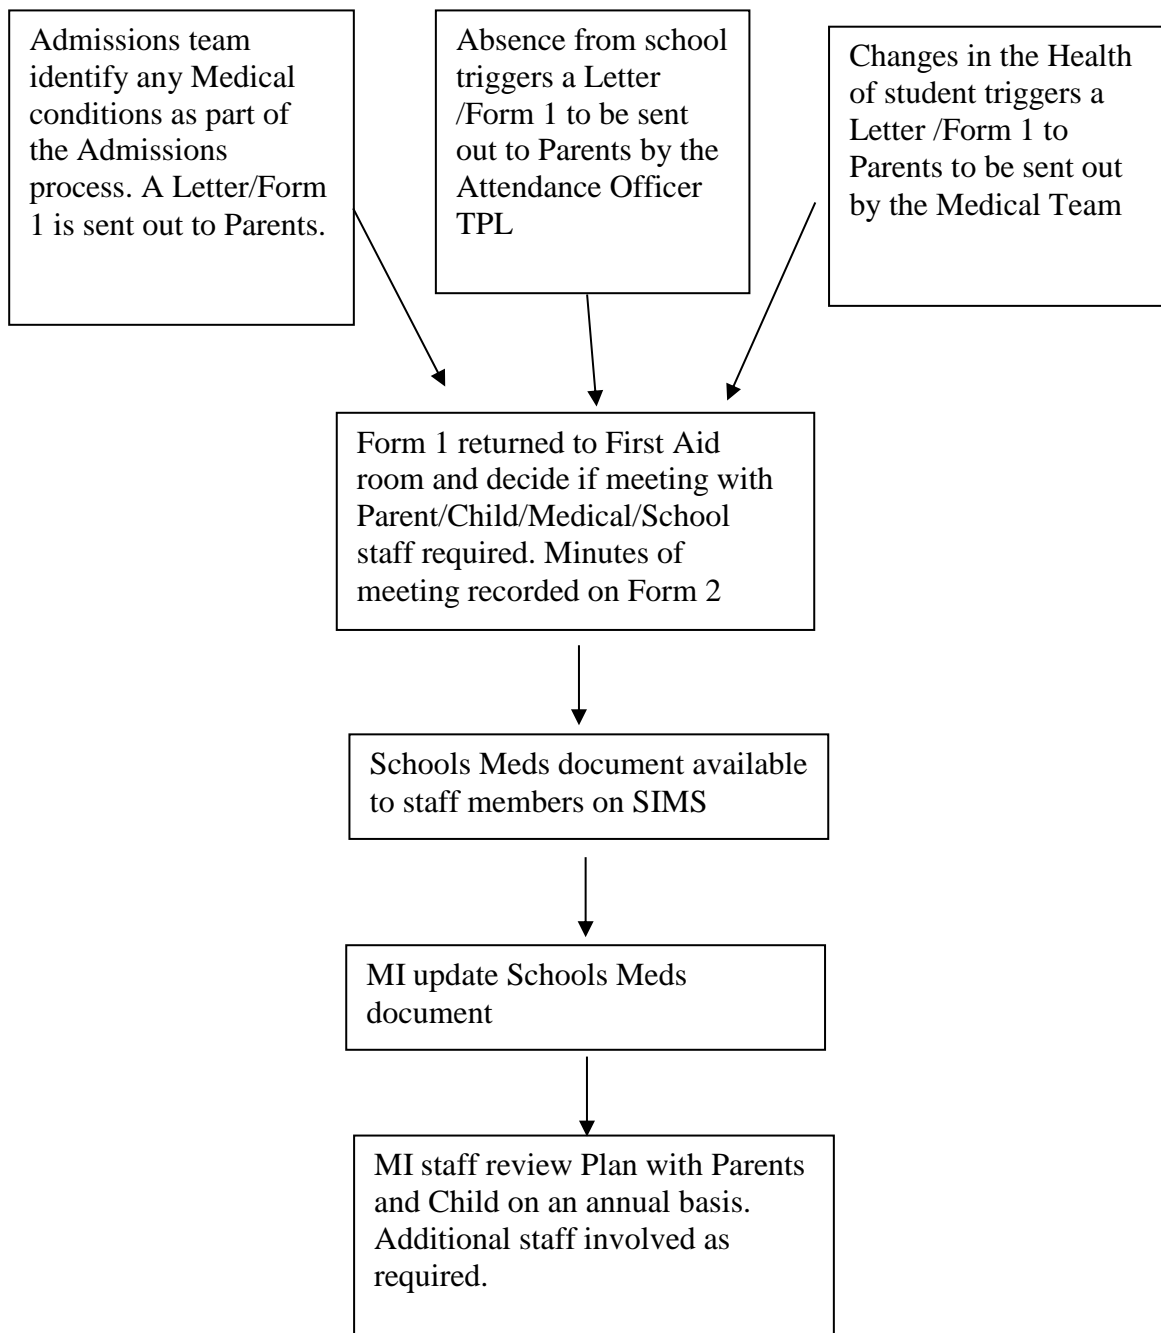 Admissions team
identify any Medical
conditions as part of
the Admissions
process. A Letter/Form
1 is sent out to Parents.
Absence from school
triggers a Letter
/Form 1 to be sent
out to Parents by the
Attendance Officer
TPL
Changes in the Health
of student triggers a
Letter /Form 1 to
Parents to be sent out
by the Medical Team
Form 1 returned to First Aid
room and decide if meeting with
Parent/Child/Medical/School
staff required. Minutes of
meeting recorded on Form 2
Schools Meds document available
to staff members on SIMS
MI update Schools Meds
document
MI staff review Plan with Parents
and Child on an annual basis.
Additional staff involved as
required.